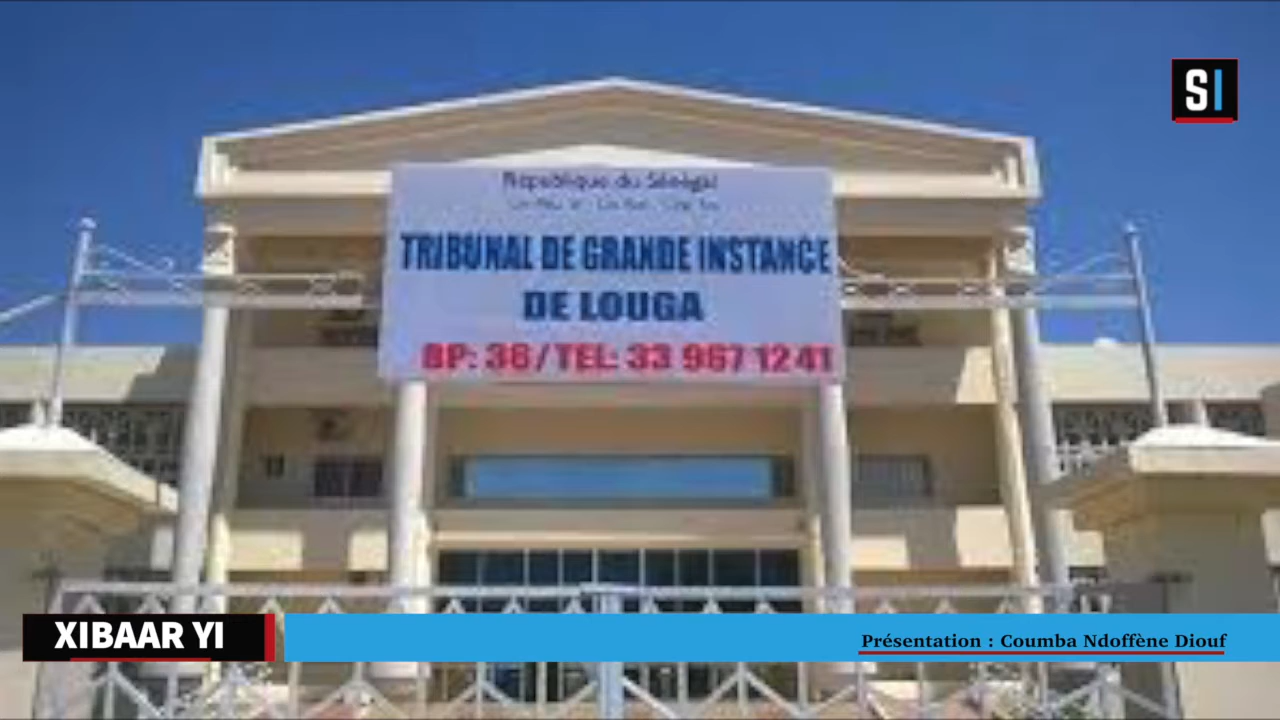 SI
République du Sénégal
TRIBUNAL DE GRANDE INSTANCE
DE LOUGA
BP: 36 / TEL: 33 967 12 41
XIBAAR YI
Présentation : Coumba Ndoffène Diouf